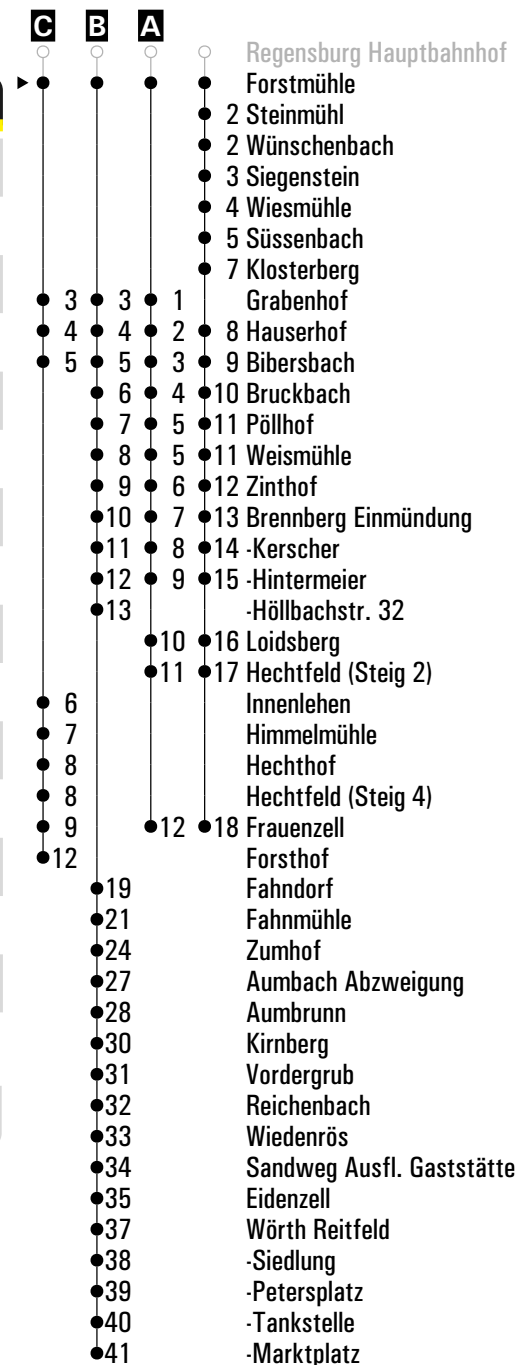 C B A
Regensburg Hauptbahnhof
Forstmühle
2 Steinmühl
2 Wünschenbach
3 Siegenstein
4 Wiesmühle
5 Süssenbach
7 Klosterberg
3 3 1 Grabenhof
4 4 2 8 Hauserhof
5 5 3 9 Bibersbach
6 4 10 Bruckbach
7 5 11 Pöllhof
8 5 11 Weismühle
9 6 12 Zinthof
10 7 13 Brennberg Einmündung
11 8 14 -Kerscher
12 9 15 -Hintermeier
13 -Höllbachstr. 32
10 16 Loidsberg
11 17 Hechtfeld (Steig 2)
6 Innenlehen
7 Himmelmühle
8 Hechthof
8 Hechtfeld (Steig 4)
9 12 18 Frauenzell
12 Forsthof
19 Fahndorf
21 Fahnmühle
24 Zumhof
27 Aumbach Abzweigung
28 Aumbrunn
30 Kirnberg
31 Vordergrub
32 Reichenbach
33 Wiedenrös
34 Sandweg Ausfl. Gaststätte
35 Eidenzell
37 Wörth Reitfeld
38 -Siedlung
39 -Petersplatz
40 -Tankstelle
41 -Marktplatz